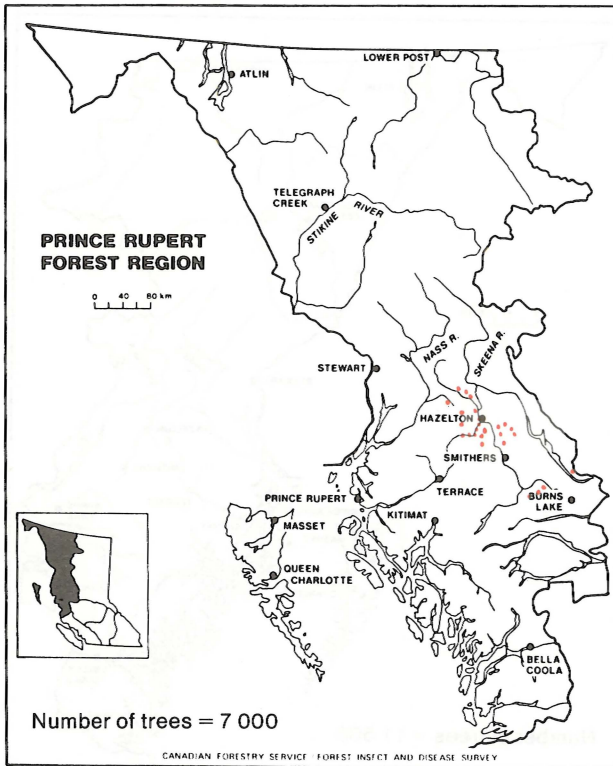 LOWER POST
ATLIN
TELEGRAPH
CREEK
STIKINE RIVER
PRINCE RUPERT
FOREST REGION
0 40 80 km
NASS R.
SKEENA R.
STEWART
HAZELTON
SMITHERS
TERRACE
BURNS
LAKE
PRINCE RUPERT
KITIMAT
MASSET
QUEEN
CHARLOTTE
BELLA
COOLA
Number of trees = 7 000
CANADIAN FORESTRY SERVICE FOREST INSECT AND DISEASE SURVEY